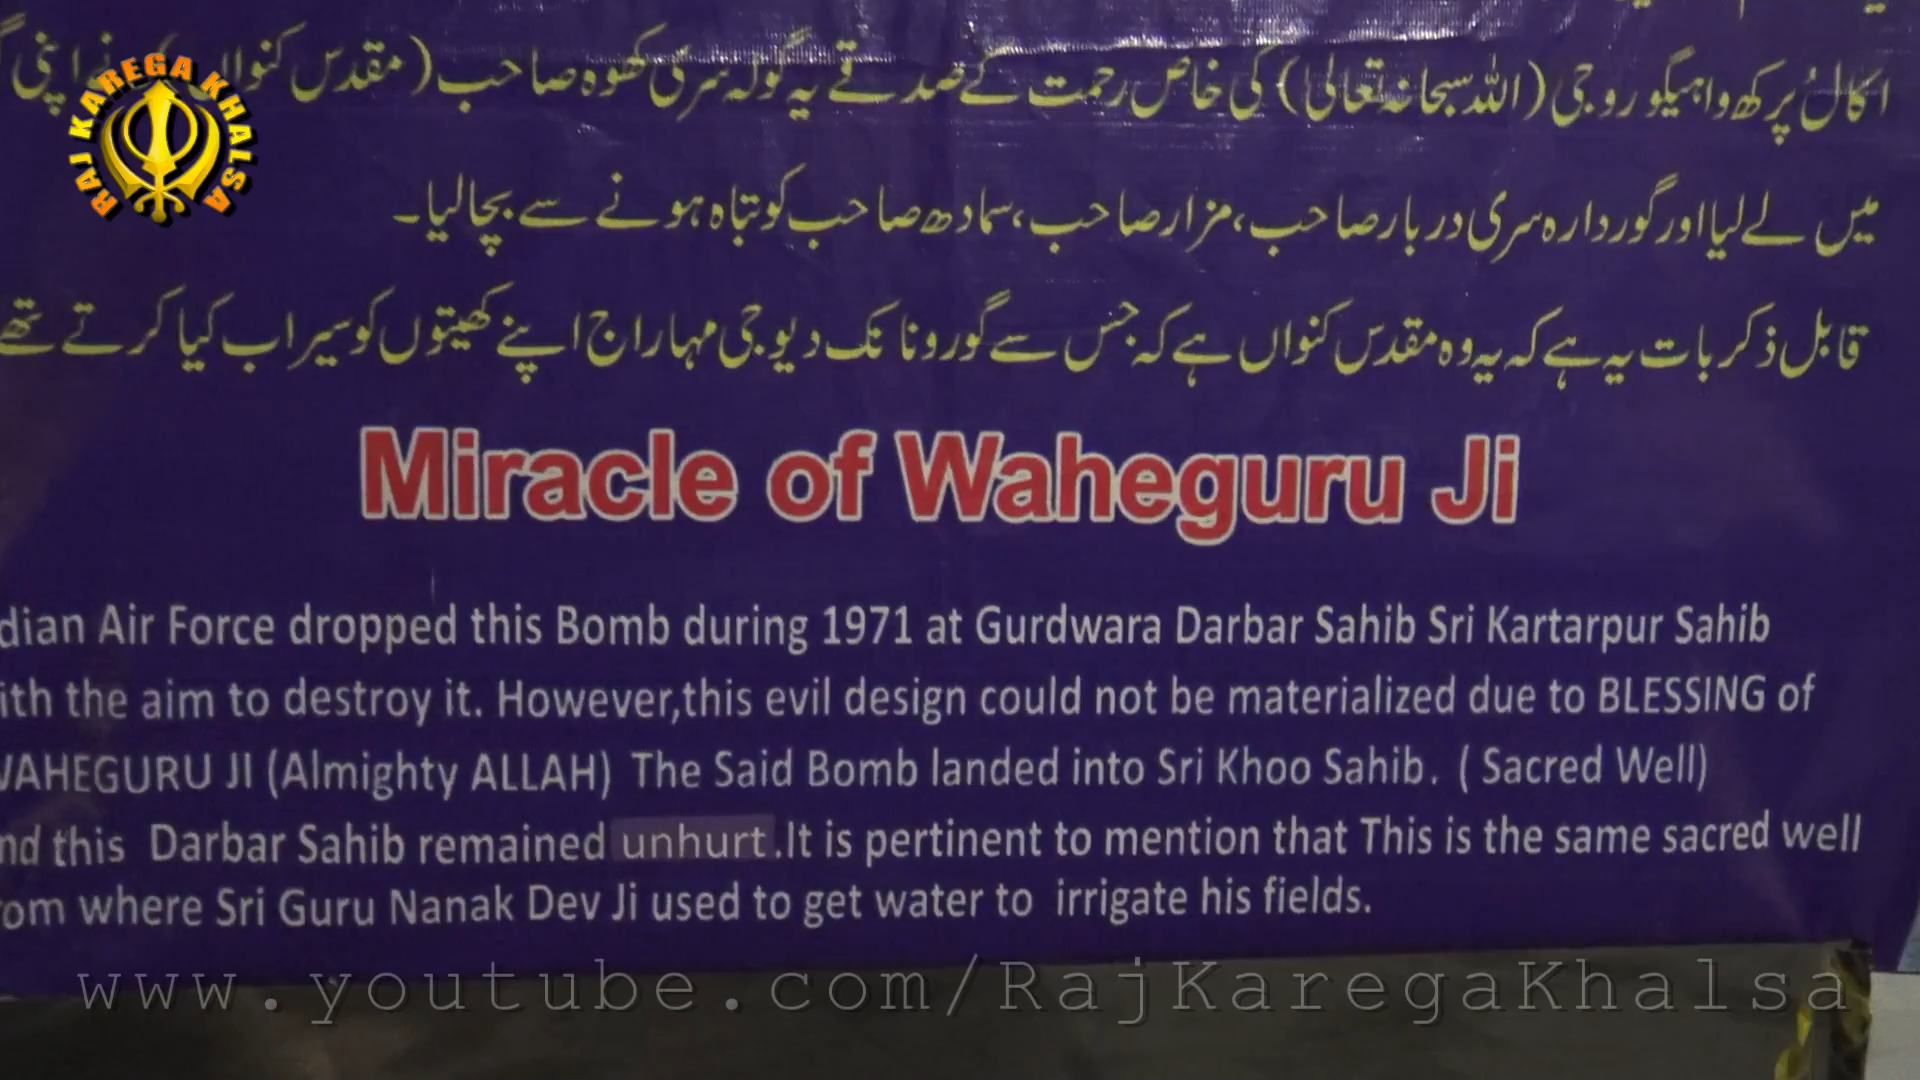 RAJ KAREGA KHALSA
اکالُ پرکھ واہیگورو جی (اللہ سبحانہ تعالیٰ) کی خاص رحمت کے صدقے یہ گولہ سری کھوہ صاحب (مقدس کنواں) نے اپنی
میں لے لیا اور گوردارہ سری دربار صاحب، مزار صاحب، سمادھ صاحب کو تباہ ہونے سے بچا لیا۔
قابل ذکر بات یہ ہے کہ یہ وہ مقدس کنواں ہے کہ جس سے گورو نانک دیو جی مہاراج اپنے کھیتوں کو سیراب کیا کرتے تھے
Miracle of Waheguru Ji
dian Air Force dropped this Bomb during 1971 at Gurdwara Darbar Sahib Sri Kartarpur Sahib
ith the aim to destroy it. However,this evil design could not be materialized due to BLESSING of
WAHEGURU JI (Almighty ALLAH) The Said Bomb landed into Sri Khoo Sahib. ( Sacred Well)
nd this Darbar Sahib remained unhurt.It is pertinent to mention that This is the same sacred well
rom where Sri Guru Nanak Dev Ji used to get water to irrigate his fields.
www.youtube.com/RajKaregaKhalsa